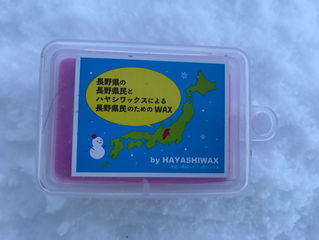 長野県の
長野県民と
ハヤシワックスによる
長野県民のための WAX
by HAYASHIWAX